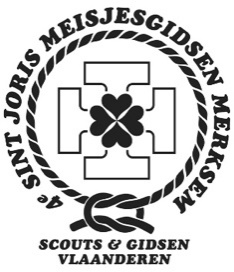 4e SINT JORIS MEISJESGIDSEN MERKSEM
SCOUTS & GIDSEN
VLAANDEREN